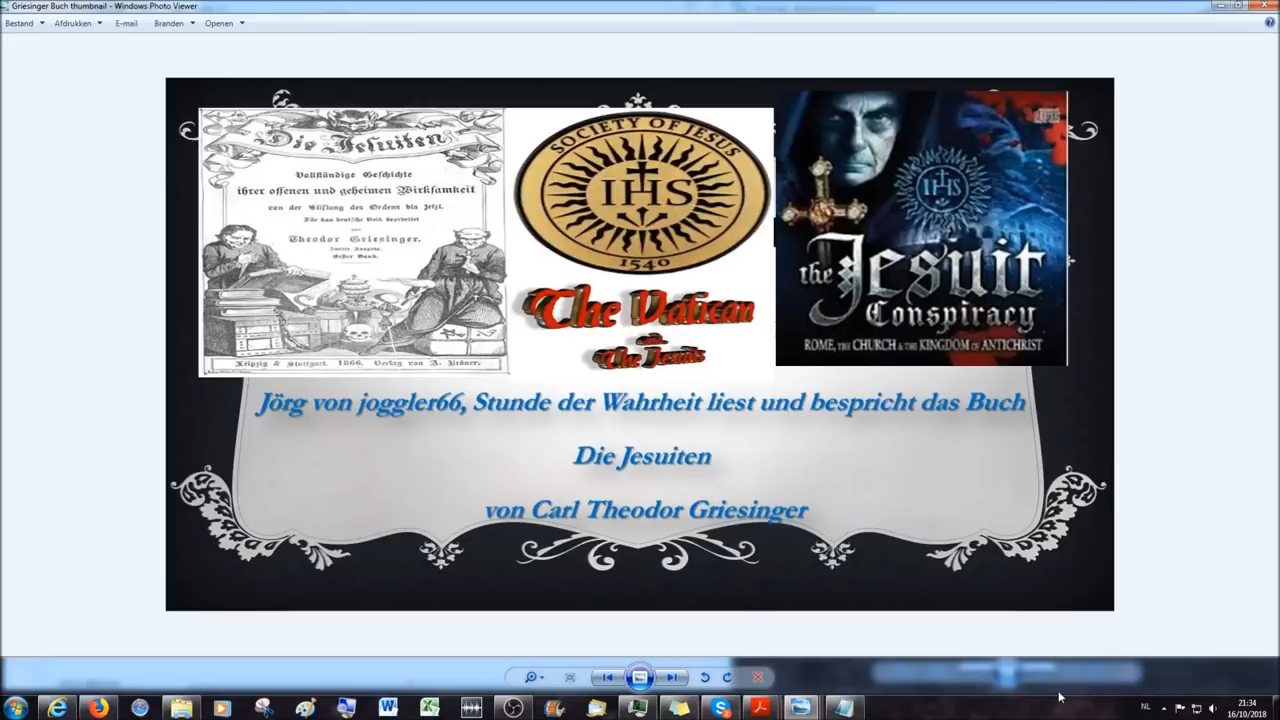 Griesinger Buch thumbnail - Windows Photo Viewer
Bestand Afdrukken E-mail Branden Openen
Die Jesuiten
Vollständige Geschichte
ihrer offenen und geheimen Wirksamkeit
von der Stiftung des Ordens bis jetzt.
Für das deutsche Volk bearbeitet
von
Theodor Griesinger.
Zweite Ausgabe.
Erster Band.
Leipzig & Stuttgart. 1866. Verlag von A.
SOCIETY OF JESUS
IHS
1540
The Vatican
&
The Jesuits
IHS
the Jesuit
Conspiracy
ROME, THE CHURCH & THE KINGDOM OF ANTICHRIST
Jörg von joggler66, Stunde der Wahrheit liest und bespricht das Buch
Die Jesuiten
von Carl Theodor Griesinger
NL
21:34
16/10/2018